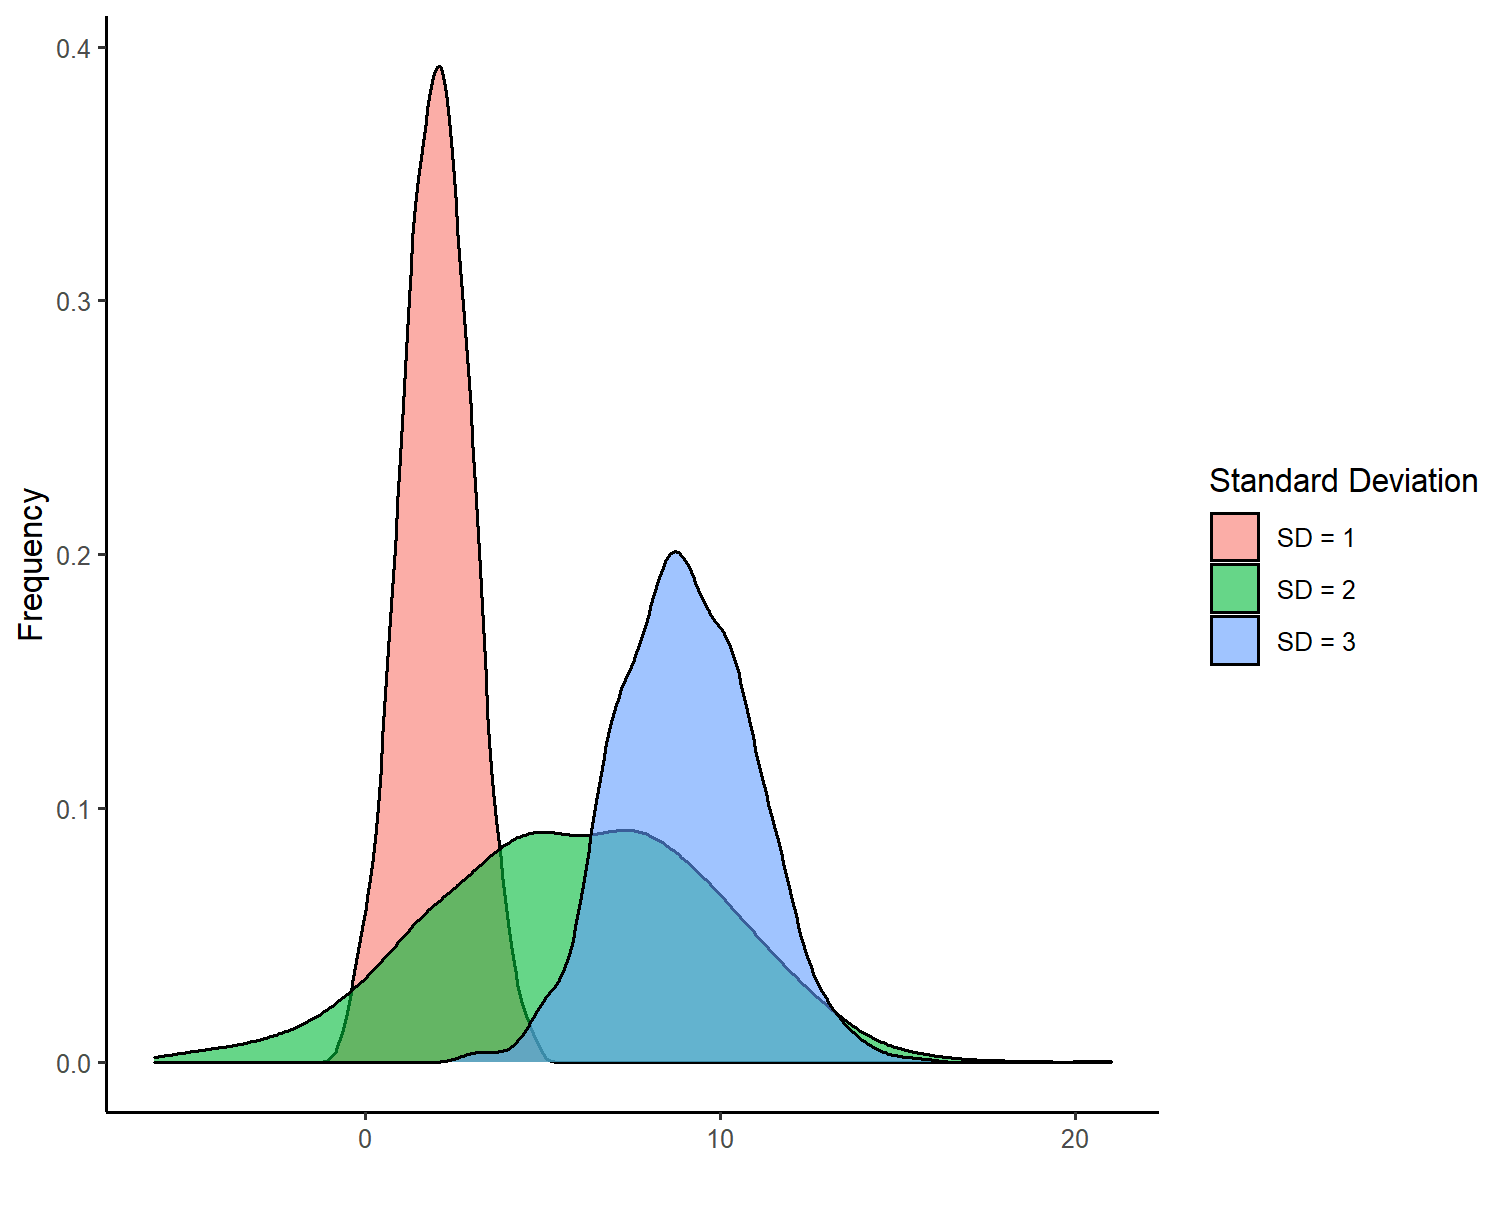 0.4
0.3
0.2
0.1
0.0
Frequency
0 10 20
Standard Deviation
SD = 1
SD = 2
SD = 3